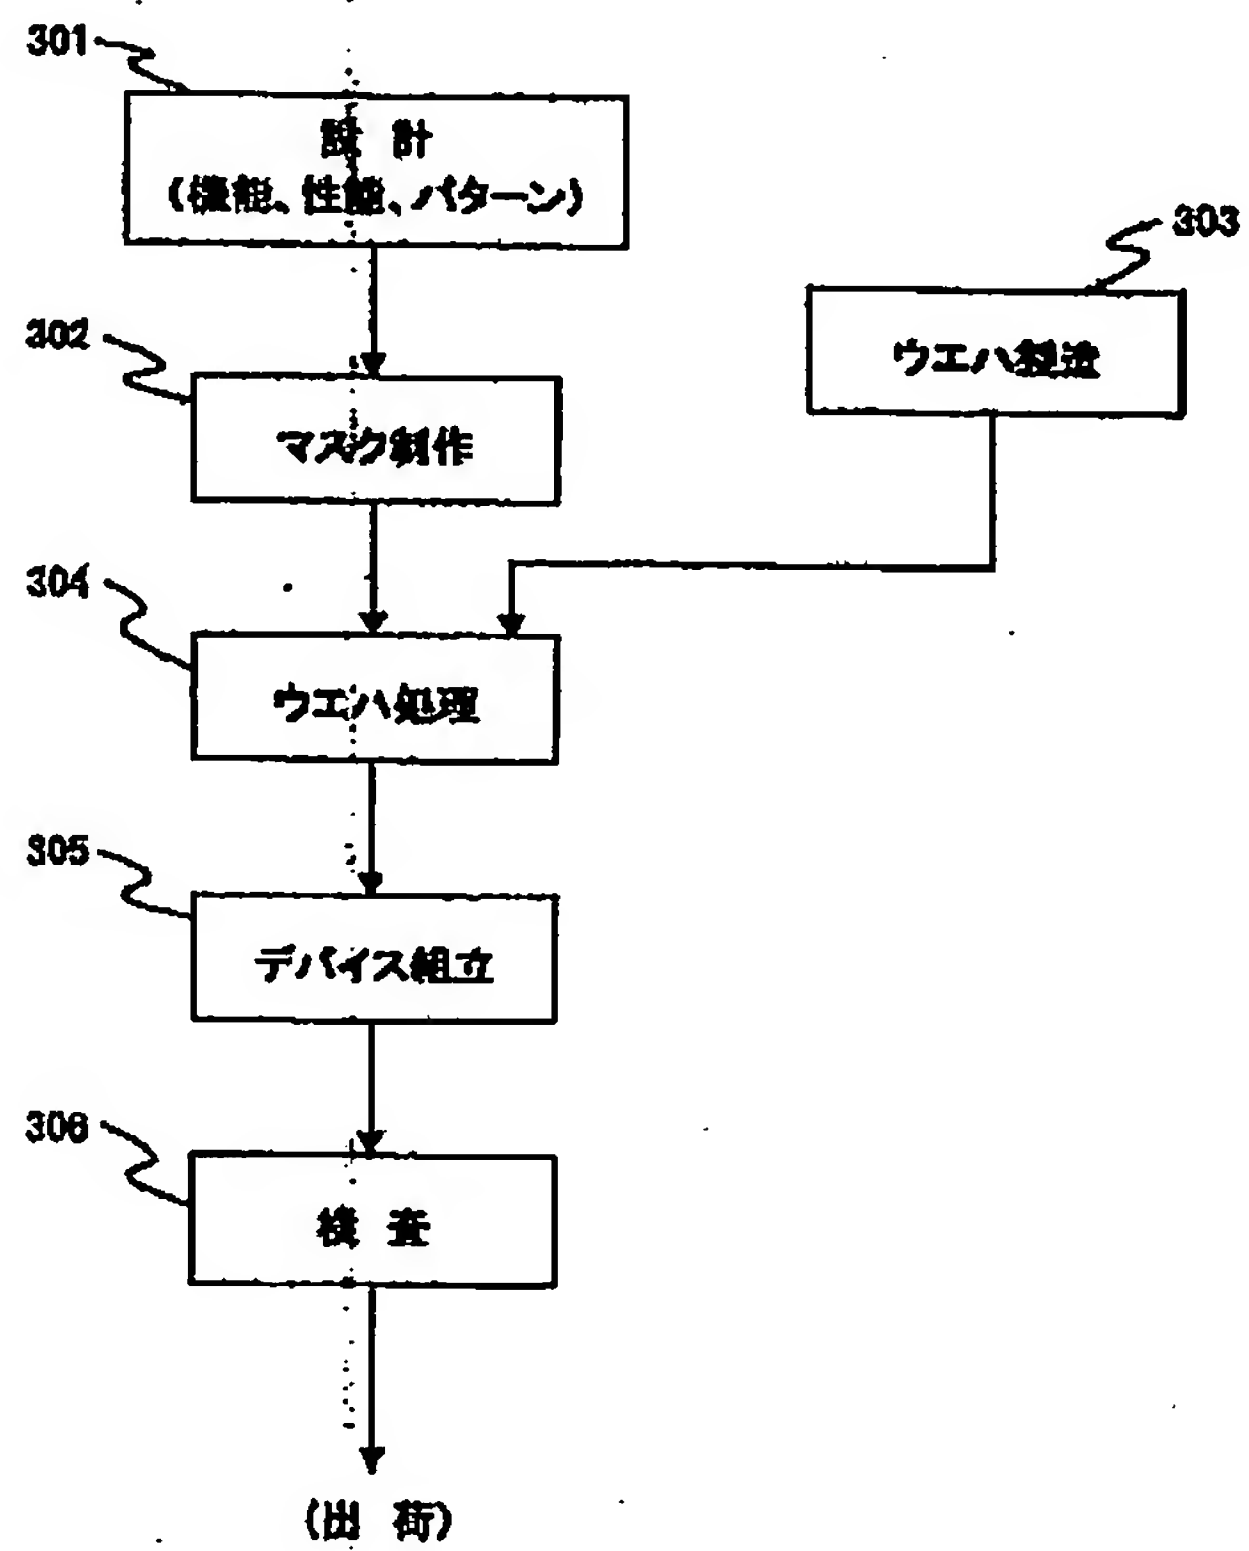 301
設 計
(機能、性能、パターン)
303
ウエハ製造
302
マスク制作
304
ウエハ処理
305
デバイス組立
306
検 査
(出 荷)